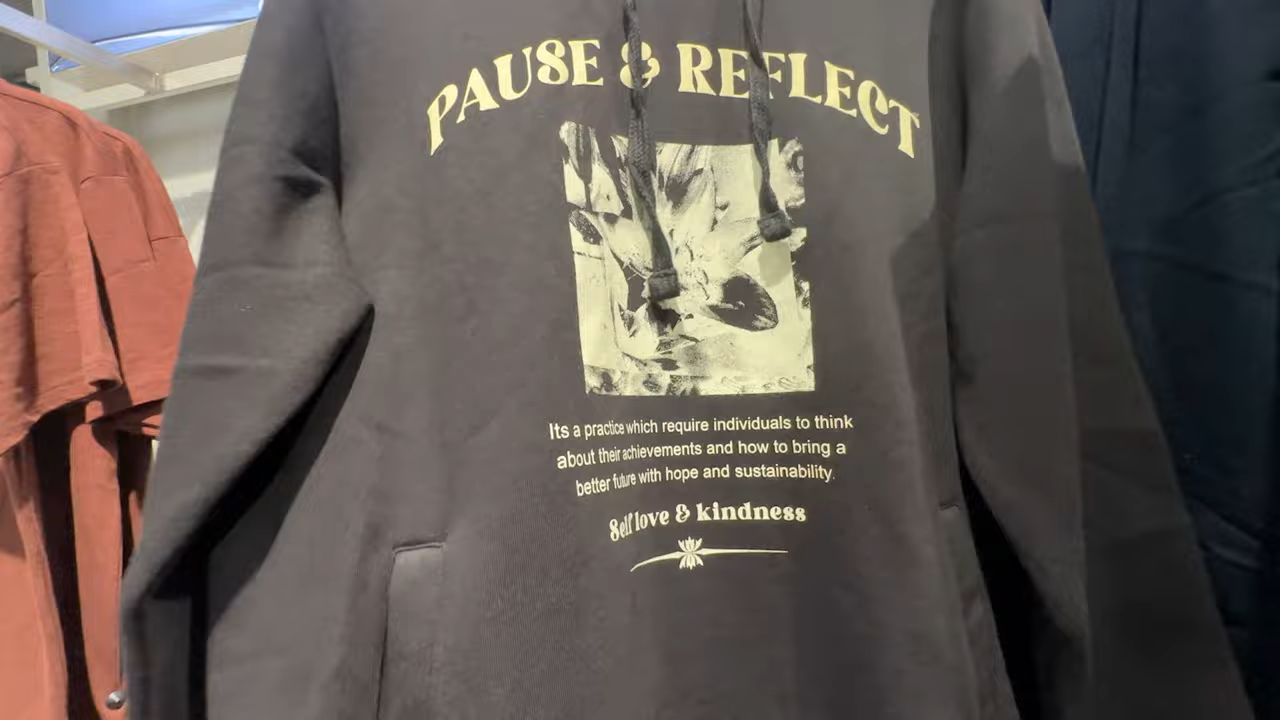 PAUSE & REFLECT
Its a practice which require individuals to think
about their achievements and how to bring a
better future with hope and sustainability.
Self love & kindness